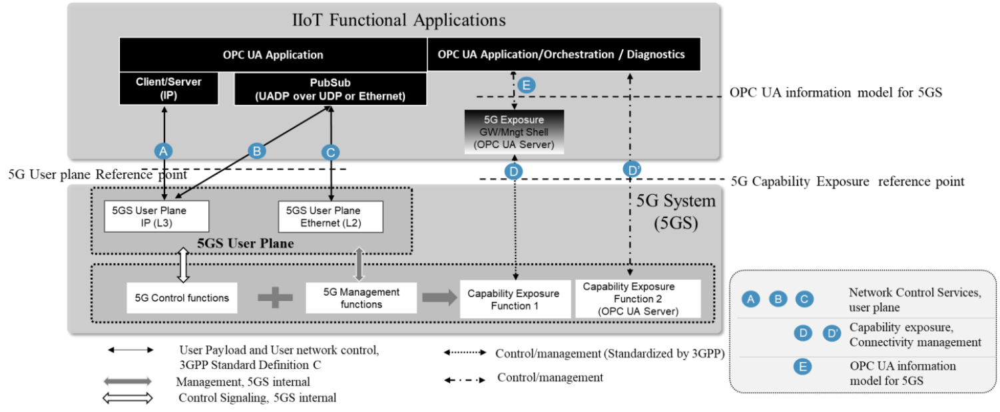 IIoT Functional Applications
OPC UA Application
OPC UA Application/Orchestration / Diagnostics
Client/Server
(IP)
PubSub
(UADP over UDP or Ethernet)
E
OPC UA information model for 5GS
5G Exposure
GW/Mngt Shell
(OPC UA Server)
A
B
C
D
D'
5G User plane Reference point
5G Capability Exposure reference point
5GS User Plane
IP (L3)
5GS User Plane
Ethernet (L2)
5G System
(5GS)
5GS User Plane
5G Control functions
5G Management
functions
Capability Exposure
Function 1
Capability Exposure
Function 2
(OPC UA Server)
A B C
Network Control Services,
user plane
D D'
Capability exposure,
Connectivity management
E
OPC UA information
model for 5GS
User Payload and User network control,
3GPP Standard Definition C
Management, 5GS internal
Control Signaling, 5GS internal
Control/management (Standardized by 3GPP)
Control/management